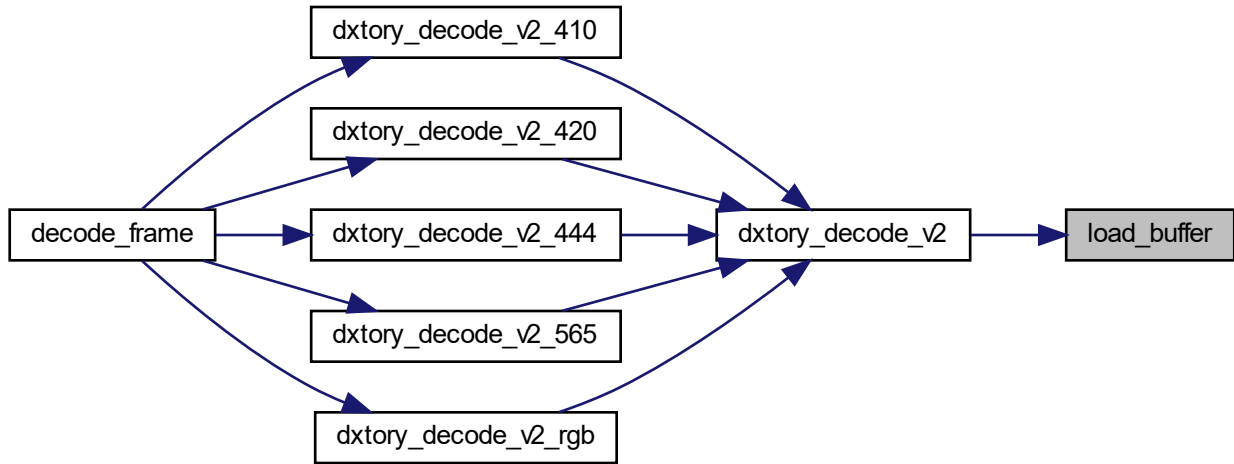 dxtory_decode_v2_410
dxtory_decode_v2_420
decode_frame
dxtory_decode_v2_444
dxtory_decode_v2
load_buffer
dxtory_decode_v2_565
dxtory_decode_v2_rgb